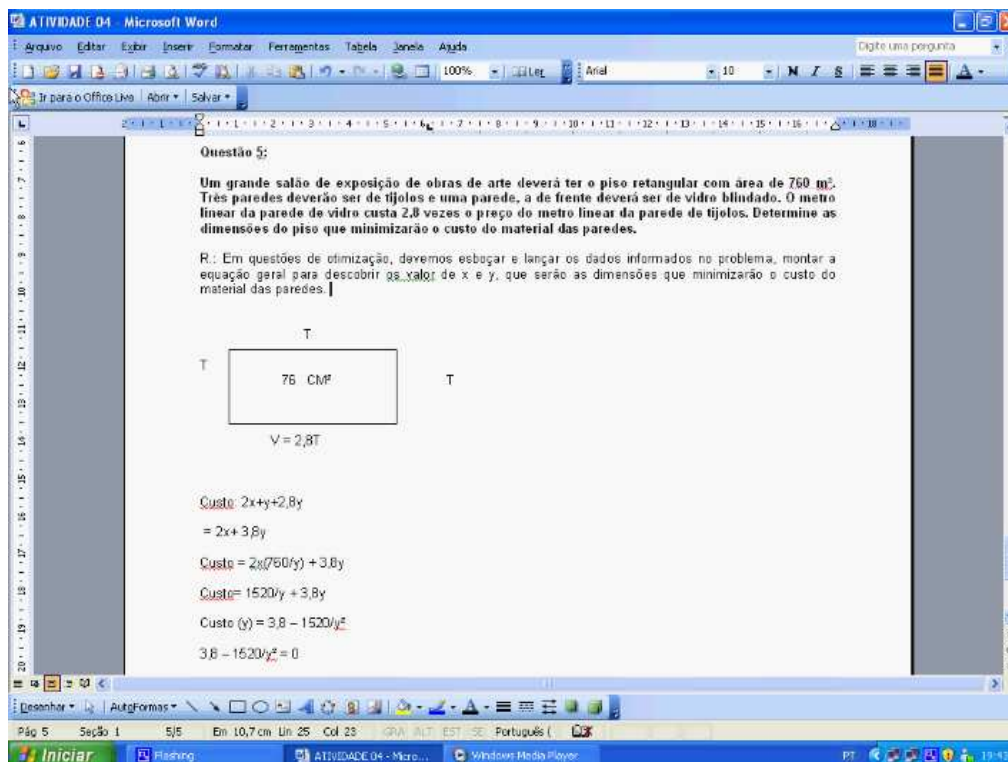 ATIVIDADE 04 - Microsoft Word
Arquivo Editar Exibir Inserir Formatar Ferramentas Tabela Janela Ajuda Digite uma pergunta
100% Ler Arial 10 N I S
Ir para o Office Live Abrir Salvar
Questão 5:
Um grande salão de exposição de obras de arte deverá ter o piso retangular com área de 760 m².
Três paredes deverão ser de tijolos e uma parede, a de frente deverá ser de vidro blindado. O metro
linear da parede de vidro custa 2,8 vezes o preço do metro linear da parede de tijolos. Determine as
dimensões do piso que minimizarão o custo do material das paredes.
R.: Em questões de otimização, devemos esboçar e lançar os dados informados no problema, montar a
equação geral para descobrir os valor de x e y, que serão as dimensões que minimizarão o custo do
material das paredes.
T
T
76 CM²
T
V = 2,8T
Custo: 2x+y+2,8y
= 2x+ 3,8y
Custo = 2x(760/y) + 3,8y
Custo= 1520/y + 3,8y
Custo (y) = 3,8 – 1520/y²
3,8 – 1520/y² = 0
Desenhar AutoFormas
Pág 5 Seção 1 5/5 Em 10,7 cm Lin 25 Col 23 GRA ALT EST SE Português (
Iniciar Flashing ATIVIDADE 04 - Micro... Windows Media Player PT 19:43